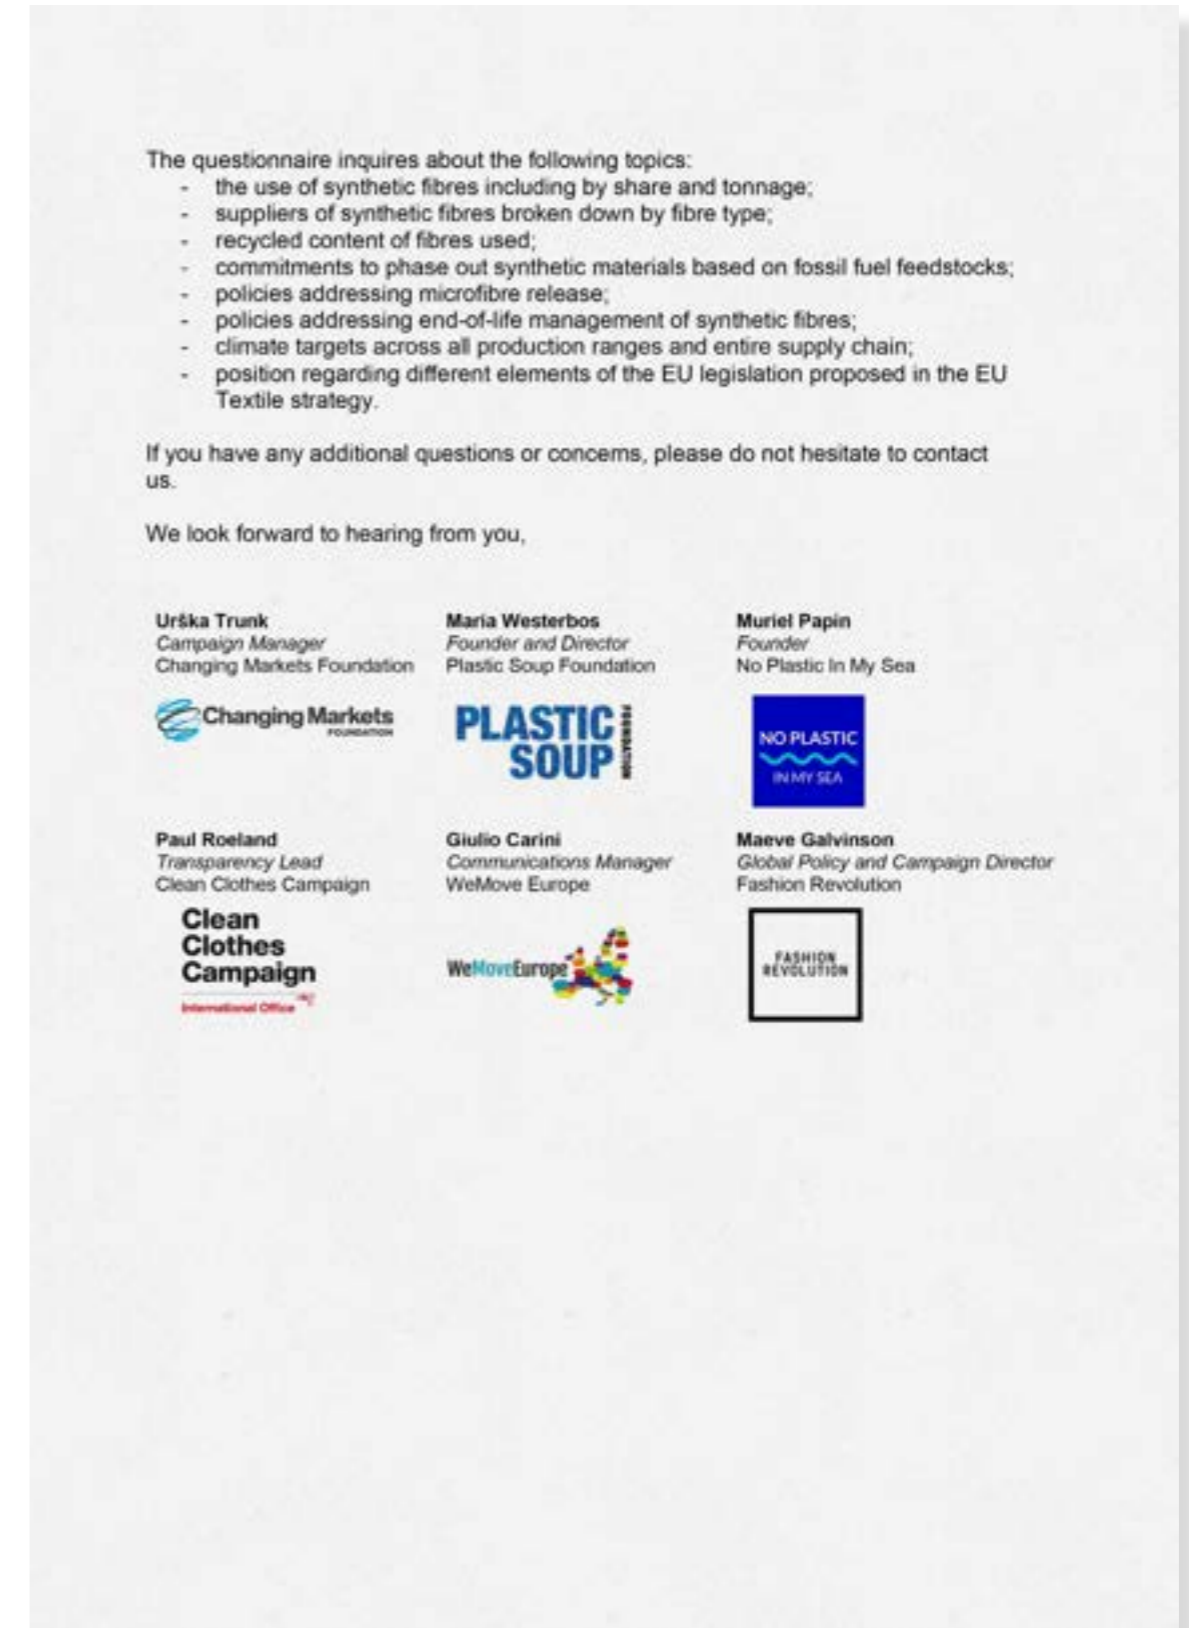 The questionnaire inquires about the following topics:
- the use of synthetic fibres including by share and tonnage;
- suppliers of synthetic fibres broken down by fibre type;
- recycled content of fibres used;
- commitments to phase out synthetic materials based on fossil fuel feedstocks;
- policies addressing microfibre release;
- policies addressing end-of-life management of synthetic fibres;
- climate targets across all production ranges and entire supply chain;
- position regarding different elements of the EU legislation proposed in the EU
Textile strategy.
If you have any additional questions or concerns, please do not hesitate to contact
us.
We look forward to hearing from you,
Urška Trunk
Campaign Manager
Changing Markets Foundation
Changing Markets
FOUNDATION
Maria Westerbos
Founder and Director
Plastic Soup Foundation
PLASTIC
SOUP
FOUNDATION
Muriel Papin
Founder
No Plastic In My Sea
NO PLASTIC
IN MY SEA
Paul Roeland
Transparency Lead
Clean Clothes Campaign
Clean
Clothes
Campaign
International Office
Giulio Carini
Communications Manager
WeMove Europe
WeMoveEurope
Maeve Galvinson
Global Policy and Campaign Director
Fashion Revolution
FASHION
REVOLUTION